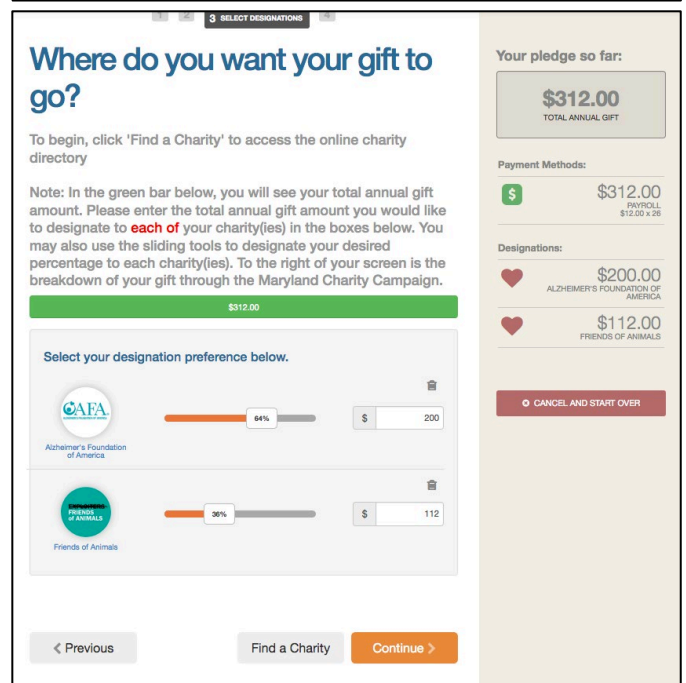 1 2 3 SELECT DESIGNATIONS 4
Where do you want your gift to
go?
To begin, click 'Find a Charity' to access the online charity
directory
Note: In the green bar below, you will see your total annual gift
amount. Please enter the total annual gift amount you would like
to designate to each of your charity(ies) in the boxes below. You
may also use the sliding tools to designate your desired
percentage to each charity(ies). To the right of your screen is the
breakdown of your gift through the Maryland Charity Campaign.
$312.00
Select your designation preference below.
AFA
64%
$ 200
Alzheimer's Foundation
of America
FRIENDS
of ANIMALS
36%
$ 112
Friends of Animals
Previous
Find a Charity
Continue
Your pledge so far:
$312.00
TOTAL ANNUAL GIFT
Payment Methods:
$ $312.00
PAYROLL
$12.00 x 26
Designations:
$200.00
ALZHEIMER'S FOUNDATION OF
AMERICA
$112.00
FRIENDS OF ANIMALS
CANCEL AND START OVER